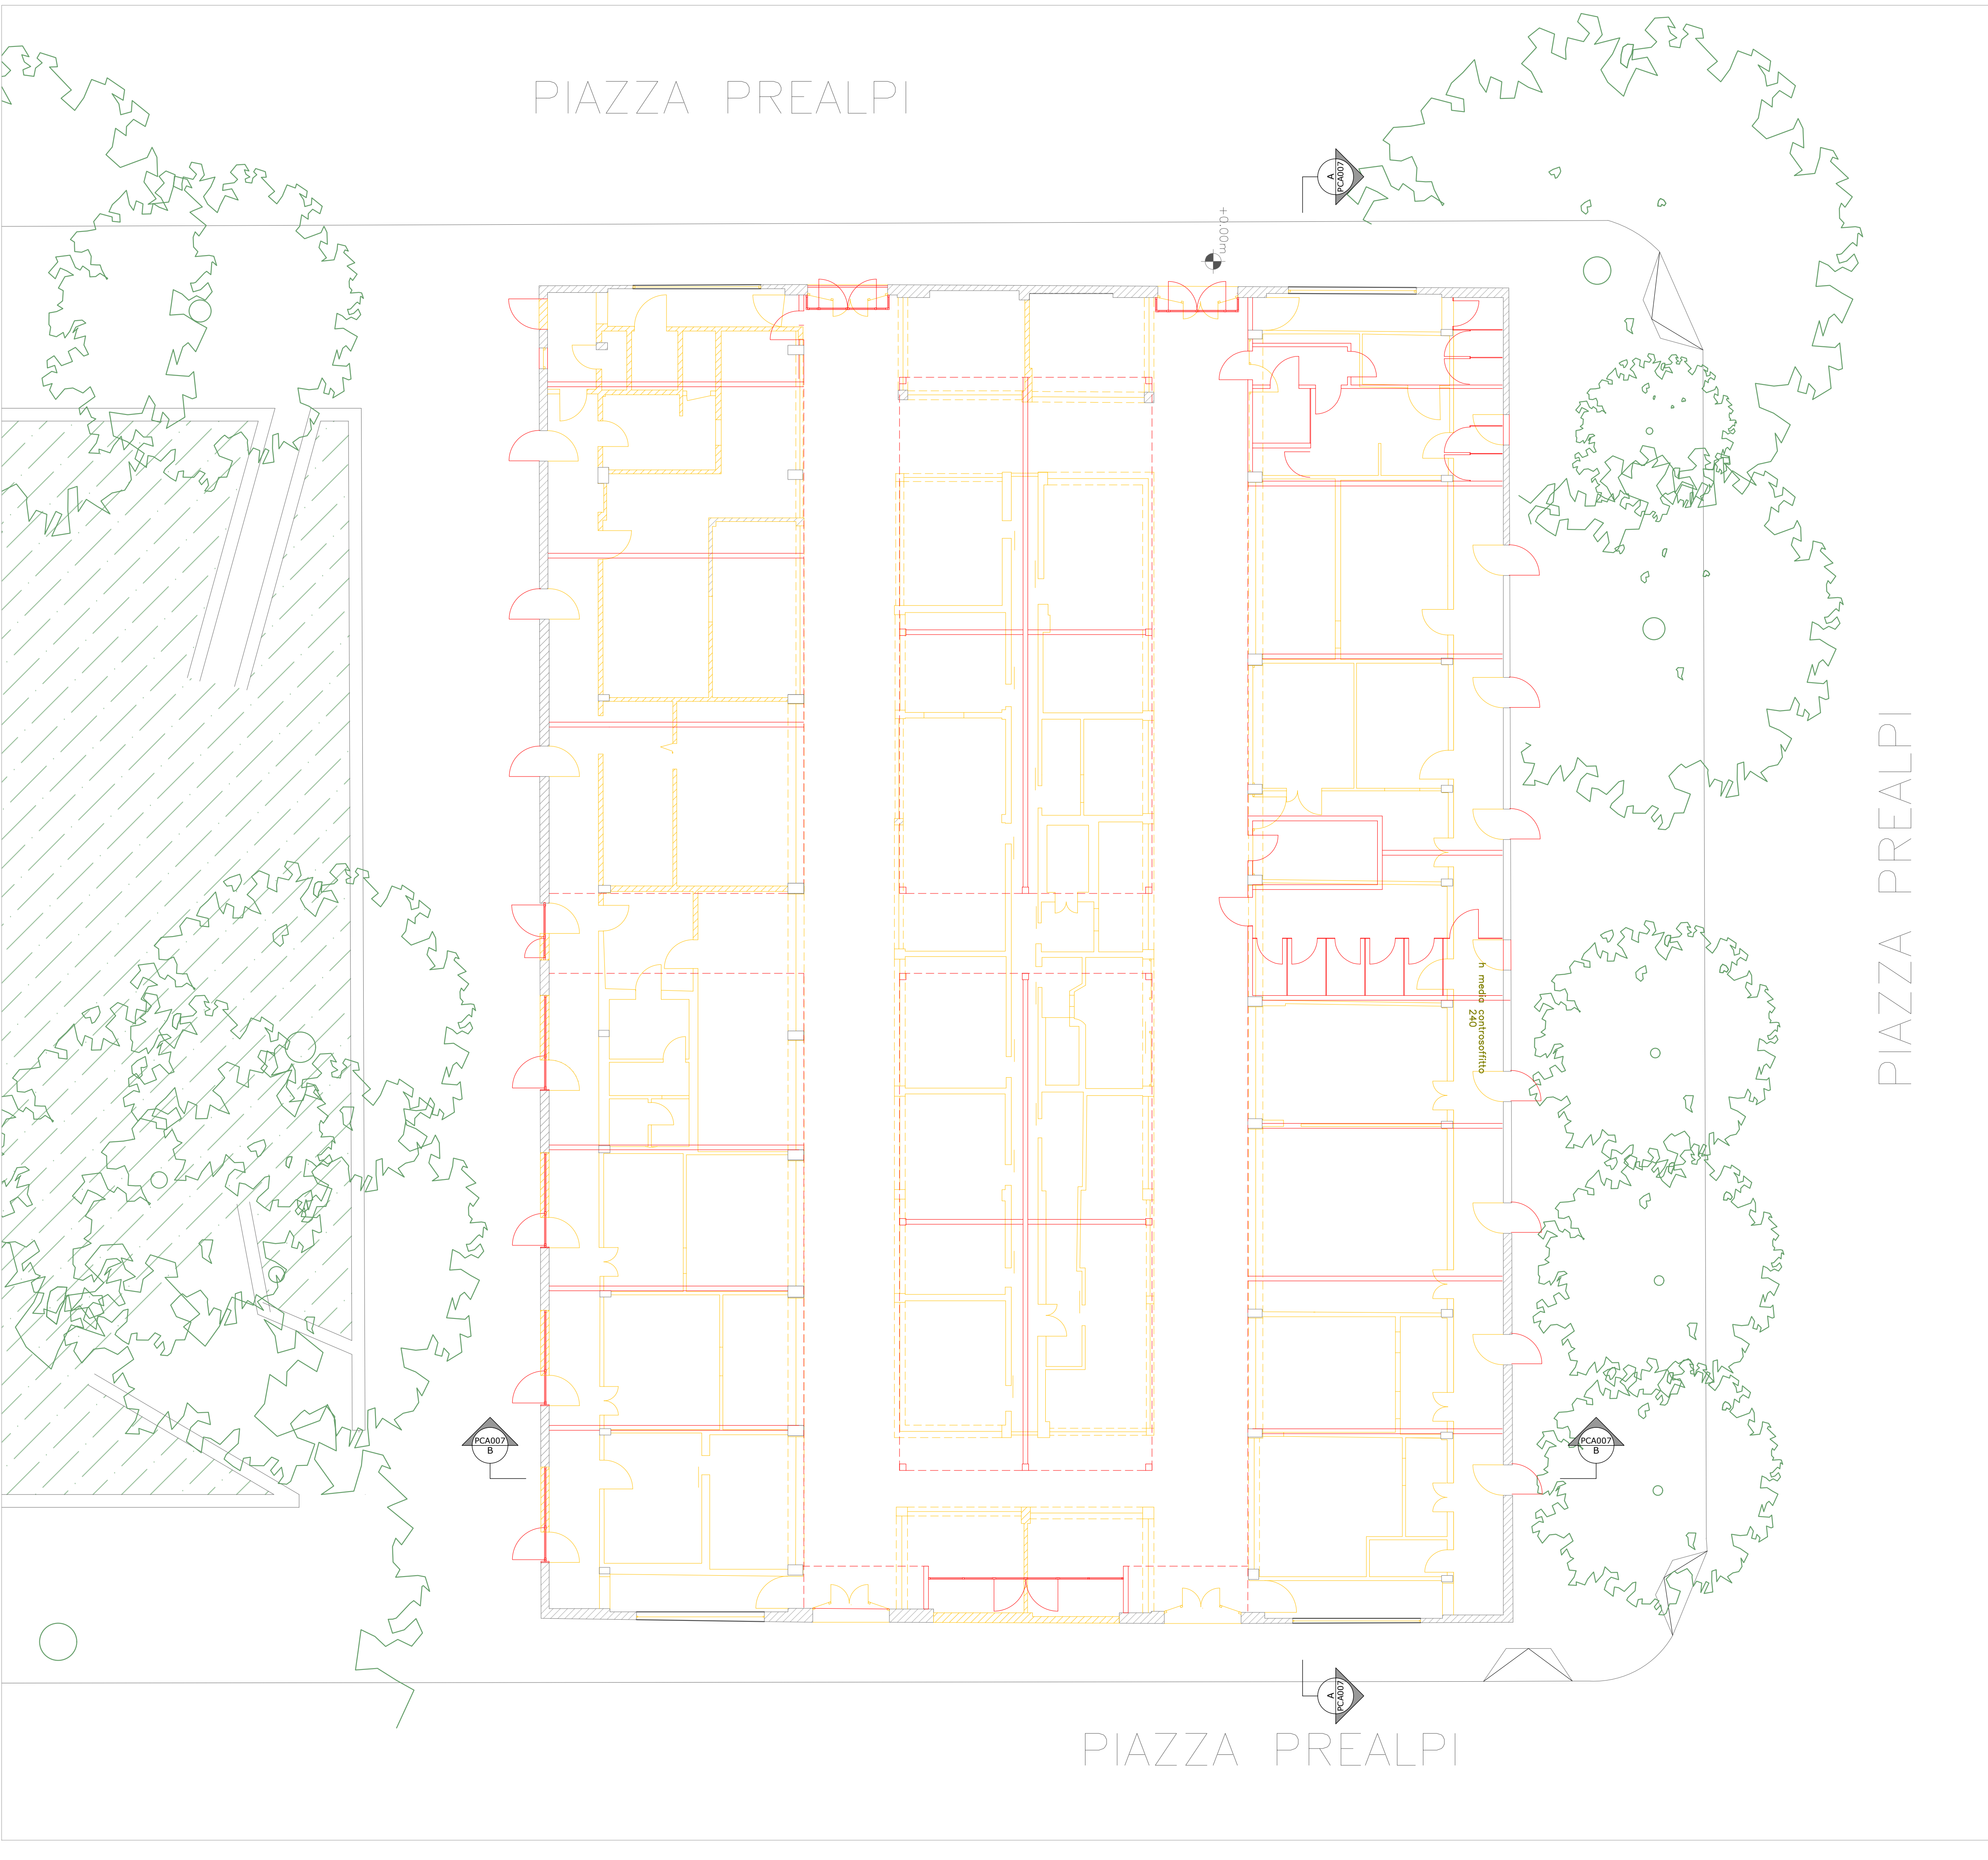 PIAZZA PREALPI
A
PCA007
+0.00m
PIAZZA PREALPI
h media controsoffitto
240
PCA007
B
PCA007
B
A
PCA007
PIAZZA PREALPI